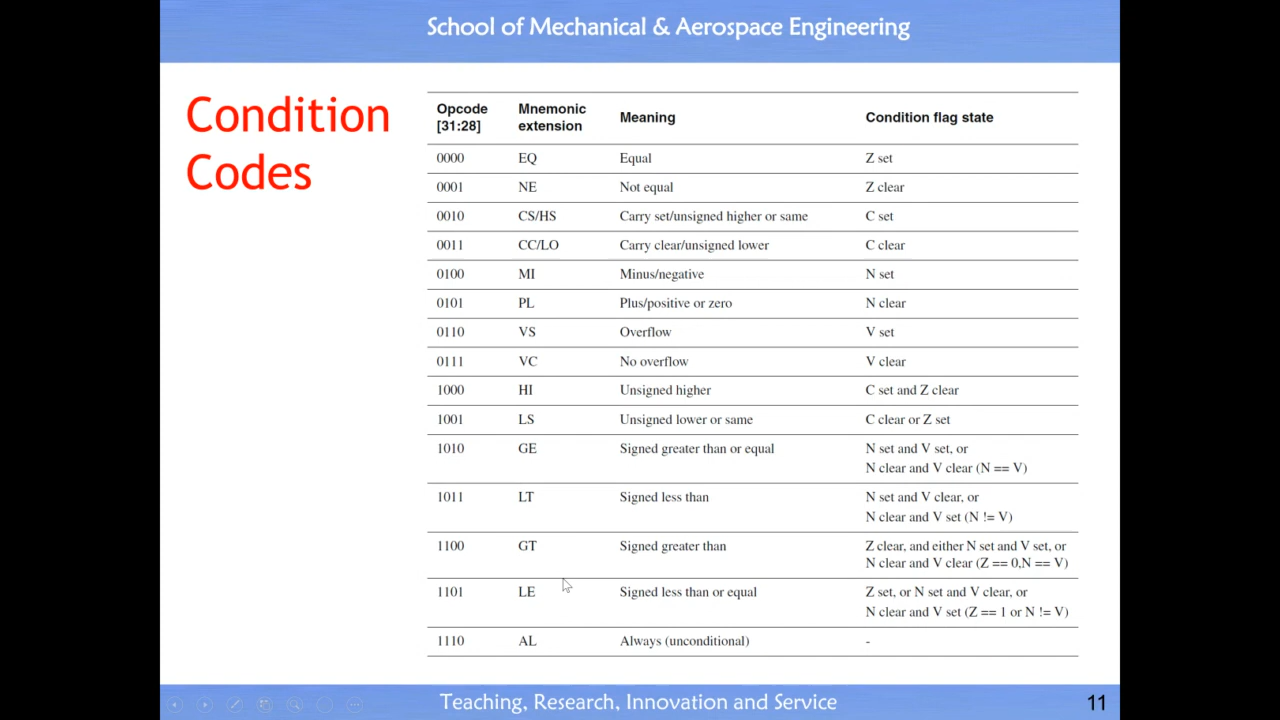 School of Mechanical & Aerospace Engineering
Condition
Codes
Opcode [31:28] Mnemonic extension Meaning Condition flag state
0000 EQ Equal Z set
0001 NE Not equal Z clear
0010 CS/HS Carry set/unsigned higher or same C set
0011 CC/LO Carry clear/unsigned lower C clear
0100 MI Minus/negative N set
0101 PL Plus/positive or zero N clear
0110 VS Overflow V set
0111 VC No overflow V clear
1000 HI Unsigned higher C set and Z clear
1001 LS Unsigned lower or same C clear or Z set
1010 GE Signed greater than or equal N set and V set, or
N clear and V clear (N == V)
1011 LT Signed less than N set and V clear, or
N clear and V set (N != V)
1100 GT Signed greater than Z clear, and either N set and V set, or
N clear and V clear (Z == 0,N == V)
1101 LE Signed less than or equal Z set, or N set and V clear, or
N clear and V set (Z == 1 or N != V)
1110 AL Always (unconditional) -
Teaching, Research, Innovation and Service
11